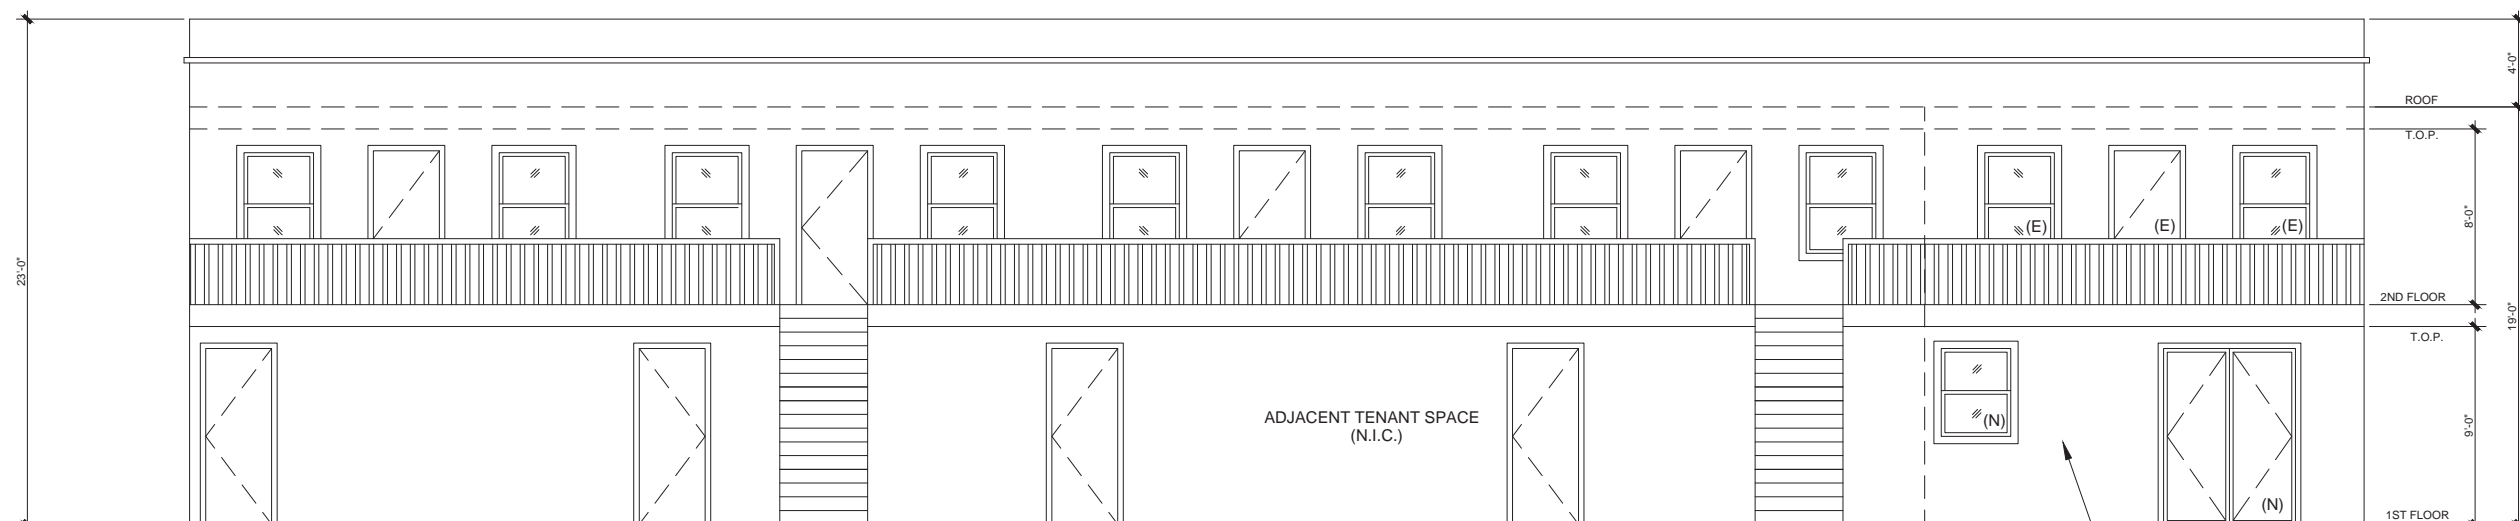 4'-0"
ROOF
T.O.P.
8'-0"
(E)
(E)
(E)
23'-0"
2ND FLOOR
19'-0"
T.O.P.
ADJACENT TENANT SPACE
(N.I.C.)
(N)
9'-0"
(N)
1ST FLOOR